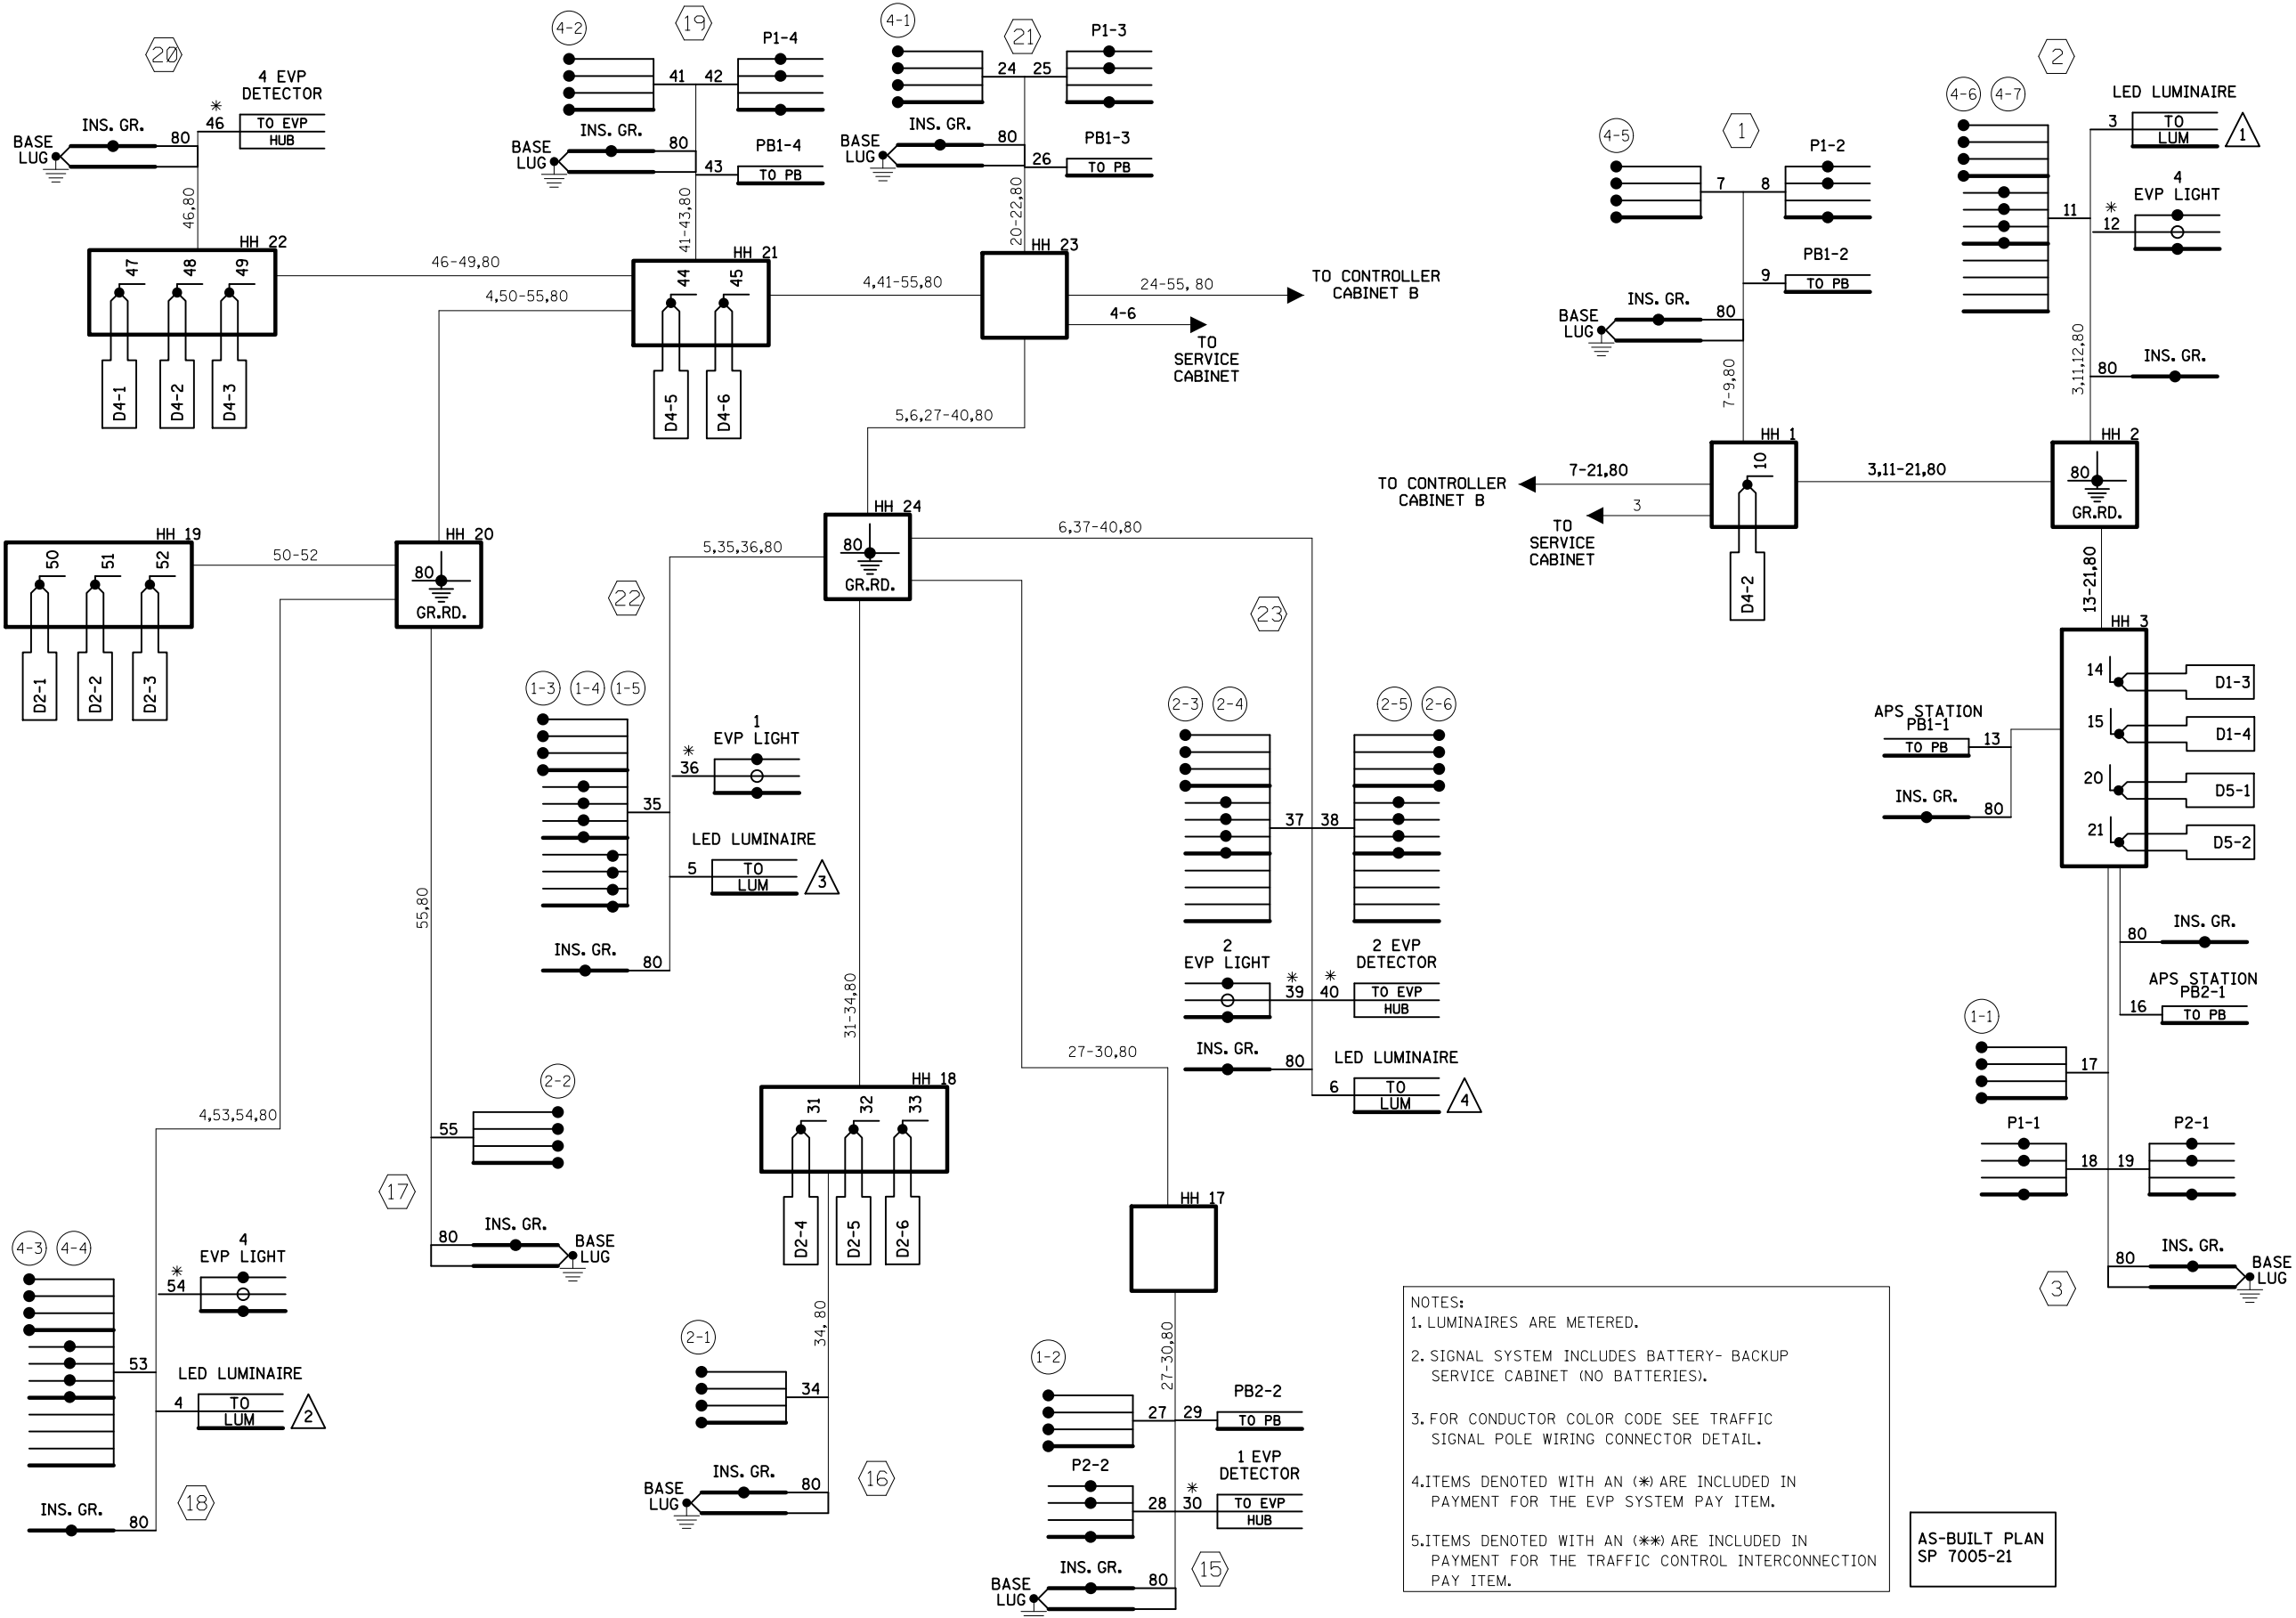 20
4 EVP
DETECTOR
*
46
TO EVP
HUB
INS. GR.
80
BASE
LUG
46,80
HH 22
47
48
49
D4-1
D4-2
D4-3
46-49,80
4,50-55,80
4-2
19
P1-4
41
42
INS. GR.
80
BASE
LUG
PB1-4
43
TO PB
41-43,80
HH 21
44
45
D4-5
D4-6
4,41-55,80
4-1
21
P1-3
24
25
INS. GR.
80
BASE
LUG
PB1-3
26
TO PB
20-22,80
HH 23
24-55, 80
TO CONTROLLER
CABINET B
4-6
TO
SERVICE
CABINET
5,6,27-40,80
4-5
1
P1-2
7
8
PB1-2
9
TO PB
INS. GR.
80
BASE
LUG
7-9,80
HH 1
10
D4-2
7-21,80
TO CONTROLLER
CABINET B
3
TO
SERVICE
CABINET
3,11-21,80
2
4-6
4-7
LED LUMINAIRE
3
TO
LUM
1
11
4
EVP LIGHT
*
12
INS. GR.
80
3,11,12,80
HH 2
80
GR.RD.
13-21,80
HH 3
14
D1-3
15
D1-4
20
D5-1
21
D5-2
APS STATION
PB1-1
TO PB
13
INS. GR.
80
INS. GR.
80
APS STATION
PB2-1
16
TO PB
1-1
17
P1-1
18
19
P2-1
INS. GR.
80
BASE
LUG
3
HH 19
50
51
52
D2-1
D2-2
D2-3
50-52
HH 20
80
GR.RD.
55,80
4,53,54,80
2-2
55
17
INS. GR.
80
BASE
LUG
4-3
4-4
53
4
EVP LIGHT
*
54
LED LUMINAIRE
4
TO
LUM
2
INS. GR.
80
18
HH 24
80
GR.RD.
5,35,36,80
6,37-40,80
22
1-3
1-4
1-5
35
1
EVP LIGHT
*
36
LED LUMINAIRE
5
TO
LUM
3
INS. GR.
80
31-34,80
27-30,80
23
2-3
2-4
2-5
2-6
37
38
2
EVP LIGHT
*
39
*
40
2 EVP
DETECTOR
TO EVP
HUB
INS. GR.
80
LED LUMINAIRE
6
TO
LUM
4
HH 18
31
32
33
D2-4
D2-5
D2-6
34, 80
2-1
34
INS. GR.
80
BASE
LUG
16
HH 17
27-30,80
1-2
27
29
PB2-2
TO PB
P2-2
28
*
30
1 EVP
DETECTOR
TO EVP
HUB
INS. GR.
80
BASE
LUG
15
NOTES:
1. LUMINAIRES ARE METERED.
2. SIGNAL SYSTEM INCLUDES BATTERY- BACKUP
SERVICE CABINET (NO BATTERIES).
3. FOR CONDUCTOR COLOR CODE SEE TRAFFIC
SIGNAL POLE WIRING CONNECTOR DETAIL.
4.ITEMS DENOTED WITH AN (*) ARE INCLUDED IN
PAYMENT FOR THE EVP SYSTEM PAY ITEM.
5.ITEMS DENOTED WITH AN (**) ARE INCLUDED IN
PAYMENT FOR THE TRAFFIC CONTROL INTERCONNECTION
PAY ITEM.
AS-BUILT PLAN
SP 7005-21